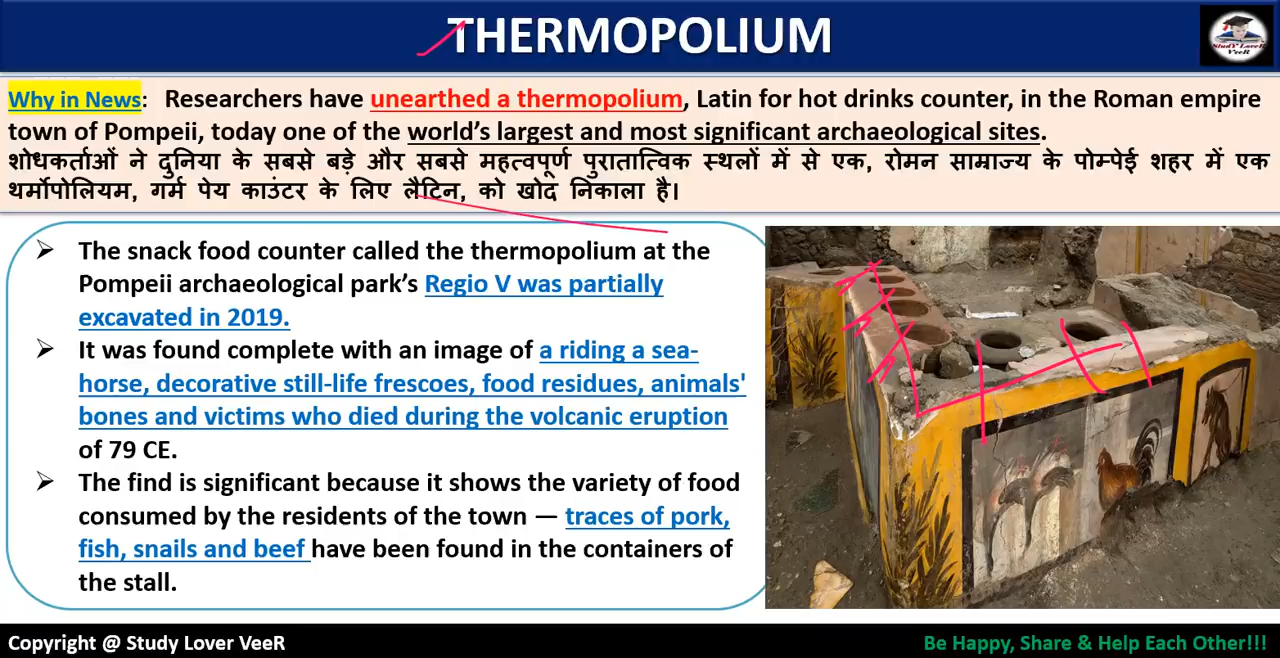 THERMOPOLIUM
StudY LoveR
VeeR
Why in News: Researchers have unearthed a thermopolium, Latin for hot drinks counter, in the Roman empire
town of Pompeii, today one of the world's largest and most significant archaeological sites.
शोधकर्ताओं ने दुनिया के सबसे बड़े और सबसे महत्वपूर्ण पुरातात्विक स्थलों में से एक, रोमन साम्राज्य के पोम्पेई शहर में एक
थर्मोपोलियम, गर्म पेय काउंटर के लिए लैटिन, को खोद निकाला है।
➢ The snack food counter called the thermopolium at the
Pompeii archaeological park's Regio V was partially
excavated in 2019.
➢ It was found complete with an image of a riding a sea-
horse, decorative still-life frescoes, food residues, animals'
bones and victims who died during the volcanic eruption
of 79 CE.
➢ The find is significant because it shows the variety of food
consumed by the residents of the town — traces of pork,
fish, snails and beef have been found in the containers of
the stall.
Copyright @ Study Lover VeeR
Be Happy, Share & Help Each Other!!!